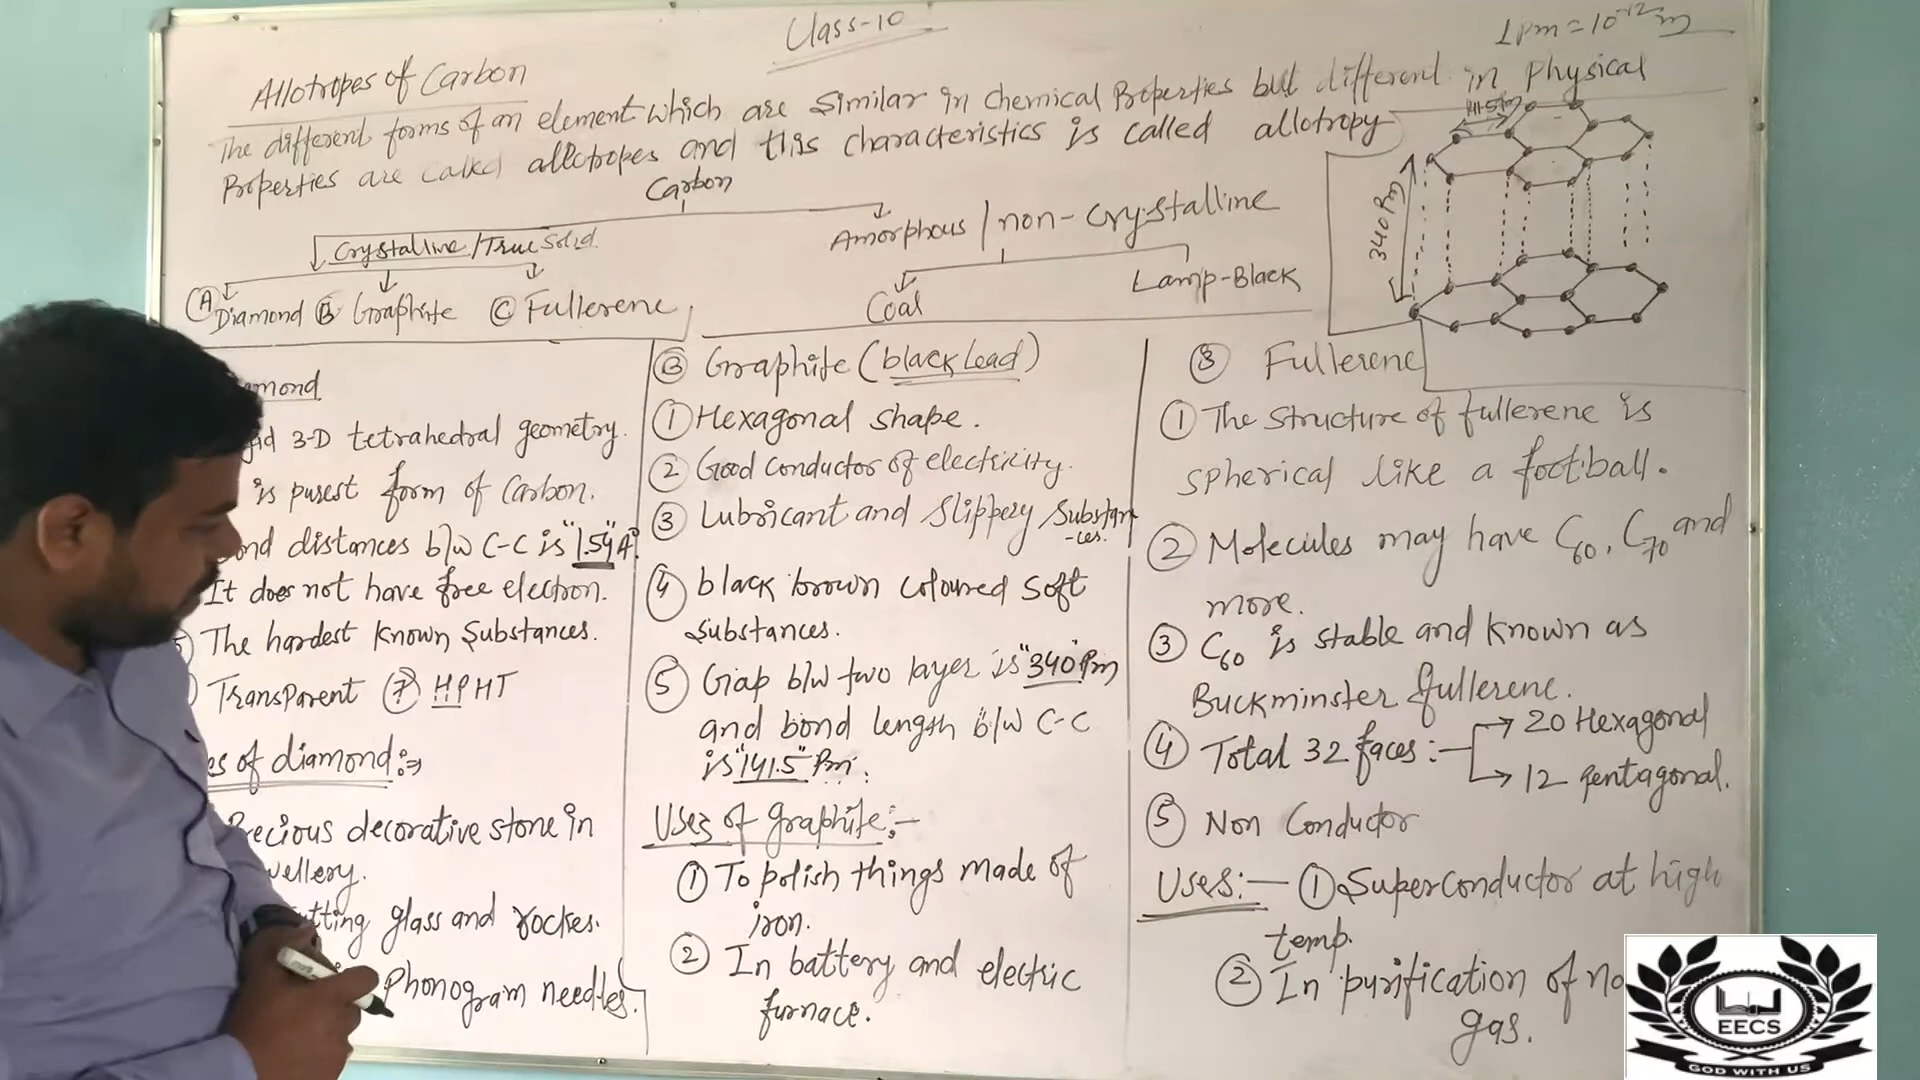 Class-10
1Pm = 10⁻¹² m
Allotropes of Carbon
The different forms of an element which are similar in chemical Properties but different in Physical
Properties are called allotropes and this characteristics is called allotropy
Carbon
Crystalline/True Solid
Amorphous / non-crystalline
(A) Diamond (B) Graphite (C) Fullerene
Coal
Lamp-Black
340 Pm
3-D tetrahedral geometry.
is purest form of Carbon.
distances b/w C-C is "1.54" A°
It does not have free electron.
The hardest known substances.
Transparent (7) HPHT
of diamond :⇒
Precious decorative stone in
glass and rockes.
Phonogram needles.
(B) Graphite (black Lead)
(1) Hexagonal shape.
(2) Good conductor of electricity.
(3) Lubricant and slippery substan
-ces.
(4) black brown coloured soft
substances.
(5) Gap b/w two layer is "340" Pm
and bond length b/w C-C
is "141.5" Pm.
Uses of graphite :-
(1) To polish things made of
iron.
(2) In battery and electric
furnace.
(3) Fullerene
(1) The structure of fullerene is
spherical like a football.
(2) Molecules may have C₆₀, C₇₀ and
more.
(3) C₆₀ is stable and known as
Buckminster fullerene.
(4) Total 32 faces :- 20 Hexagonal
12 pentagonal.
(5) Non Conductor
Uses :- (1) Superconductor at high
temp.
(2) In purification of
gas.
EECS
GOD WITH US